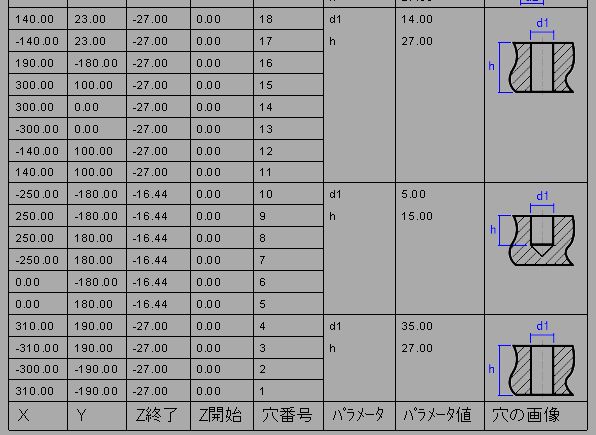 140.00 23.00 -27.00 0.00 18 d1 14.00 d1
-140.00 23.00 -27.00 0.00 17 h 27.00
190.00 -180.00 -27.00 0.00 16 h
300.00 100.00 -27.00 0.00 15
300.00 0.00 -27.00 0.00 14
-300.00 0.00 -27.00 0.00 13
-140.00 100.00 -27.00 0.00 12
140.00 100.00 -27.00 0.00 11
-250.00 -180.00 -16.44 0.00 10 d1 5.00 d1
250.00 -180.00 -16.44 0.00 9 h 15.00 h
250.00 180.00 -16.44 0.00 8
-250.00 180.00 -16.44 0.00 7
0.00 -180.00 -16.44 0.00 6
0.00 180.00 -16.44 0.00 5
310.00 190.00 -27.00 0.00 4 d1 35.00 d1
-310.00 190.00 -27.00 0.00 3 h 27.00
-300.00 -190.00 -27.00 0.00 2 h
310.00 -190.00 -27.00 0.00 1
X Y Z終了 Z開始 穴番号 ﾊﾟﾗﾒｰﾀ ﾊﾟﾗﾒｰﾀ値 穴の画像